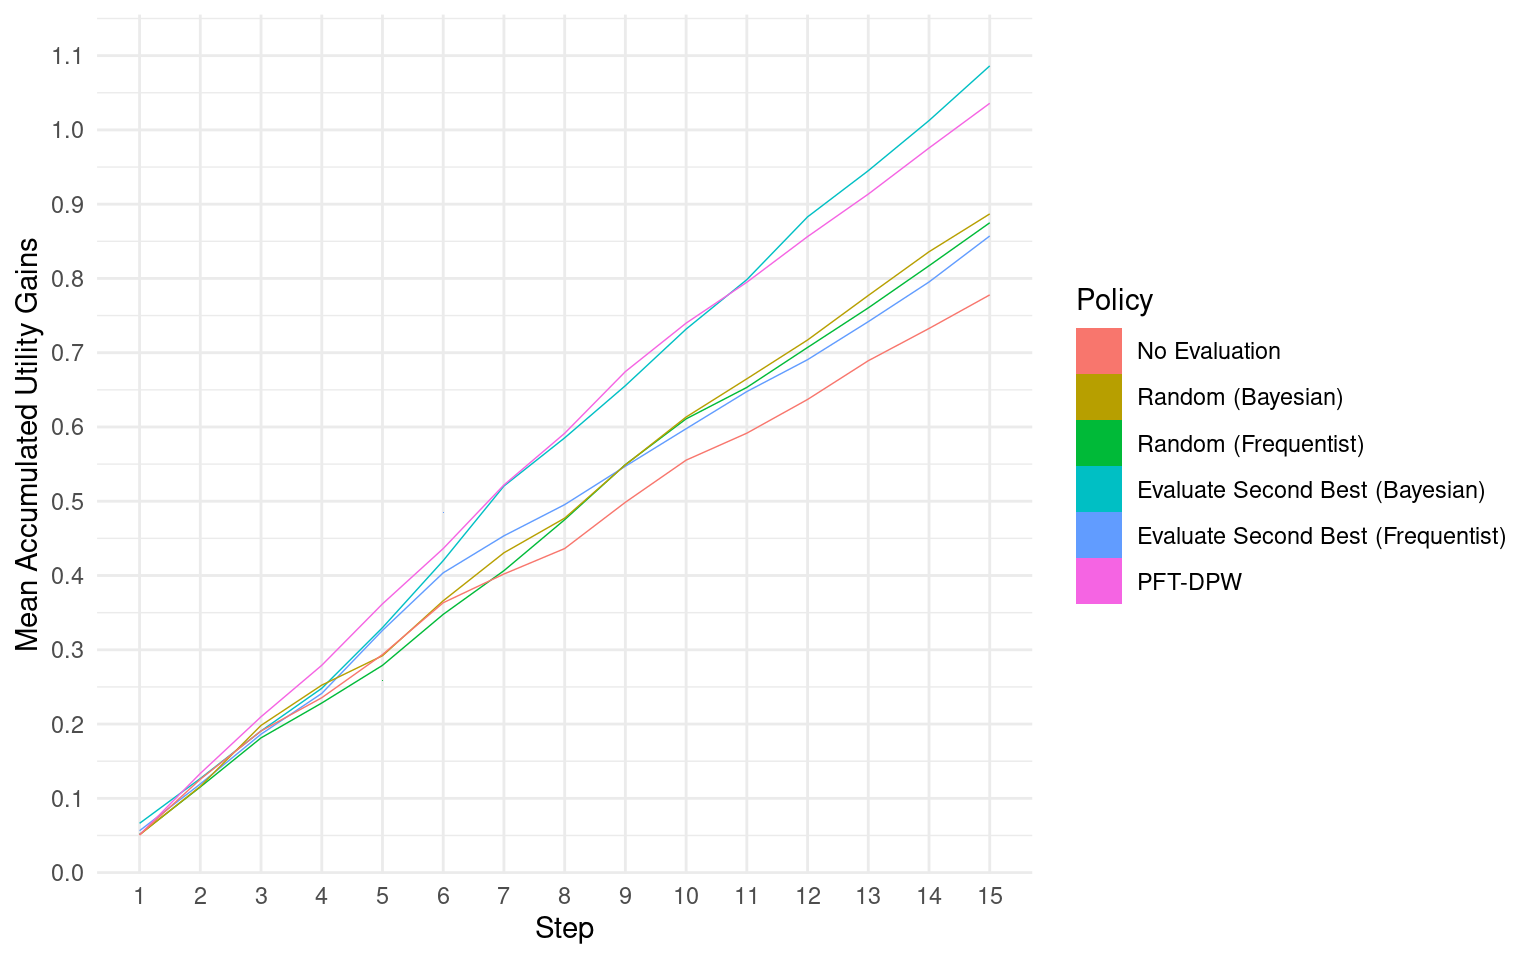 1.1
1.0
0.9
0.8
0.7
0.6
0.5
0.4
0.3
0.2
0.1
0.0
Mean Accumulated Utility Gains
1 2 3 4 5 6 7 8 9 10 11 12 13 14 15
Step
Policy
No Evaluation
Random (Bayesian)
Random (Frequentist)
Evaluate Second Best (Bayesian)
Evaluate Second Best (Frequentist)
PFT-DPW